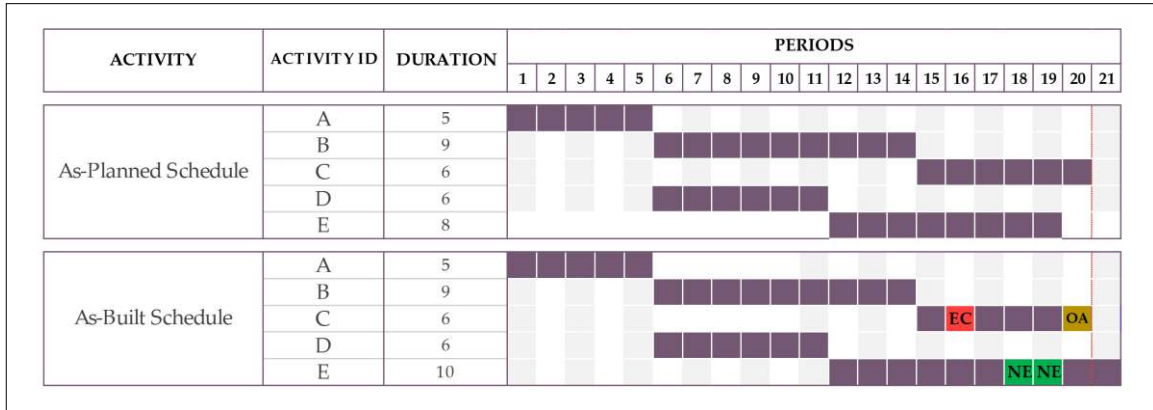 ACTIVITY ACTIVITY ID DURATION PERIODS
1 2 3 4 5 6 7 8 9 10 11 12 13 14 15 16 17 18 19 20 21
As-Planned Schedule
A 5
B 9
C 6
D 6
E 8
As-Built Schedule
A 5
B 9
C 6 EC OA
D 6
E 10 NE NE